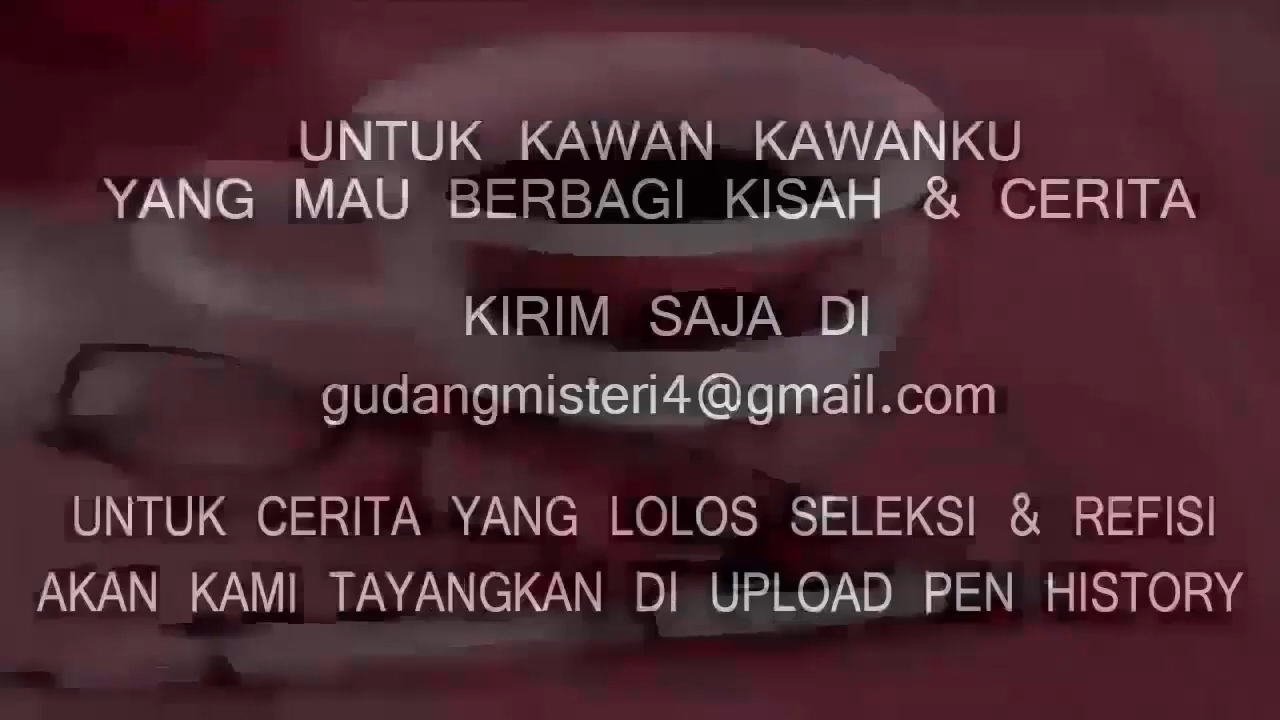 UNTUK KAWAN KAWANKU
YANG MAU BERBAGI KISAH & CERITA
KIRIM SAJA DI
gudangmisteri4@gmail.com
UNTUK CERITA YANG LOLOS SELEKSI & REFISI
AKAN KAMI TAYANGKAN DI UPLOAD PEN HISTORY